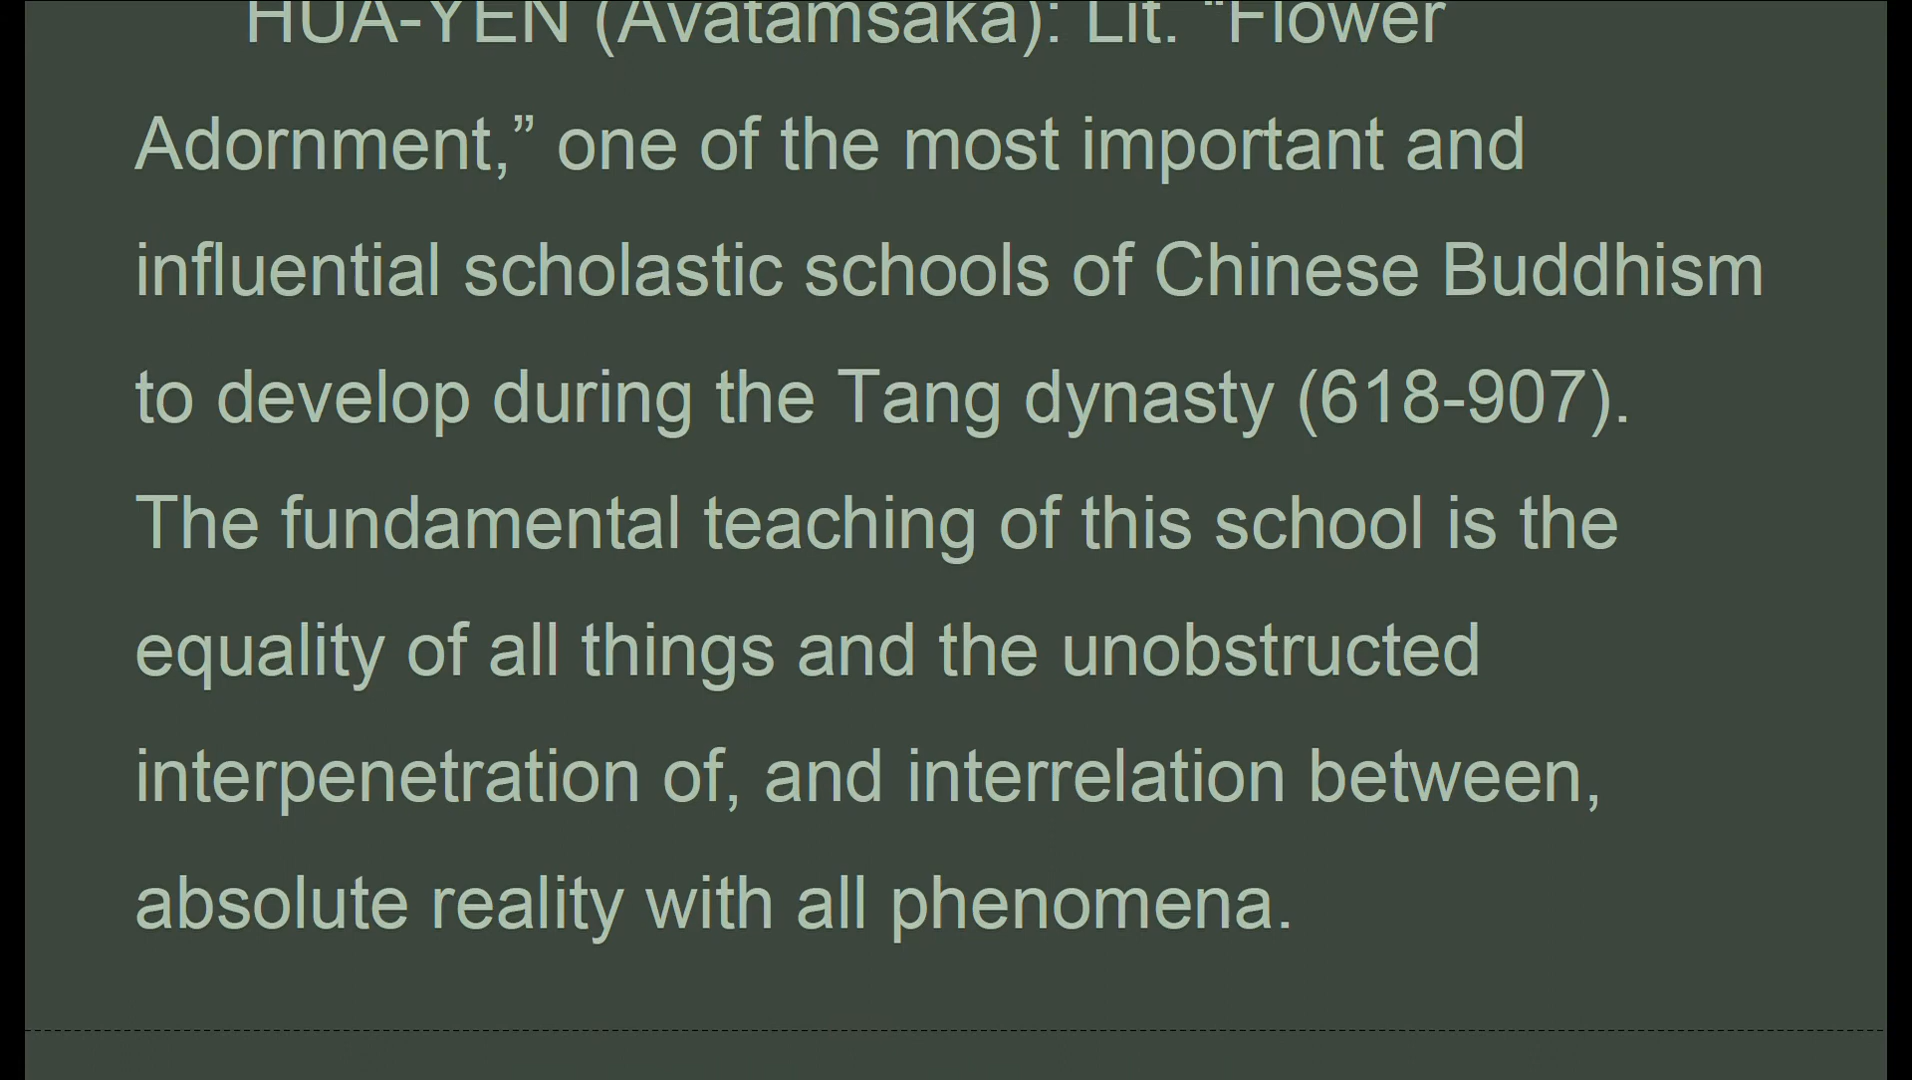 HUA-YEN (Avatamsaka): Lit. “Flower
Adornment,” one of the most important and
influential scholastic schools of Chinese Buddhism
to develop during the Tang dynasty (618-907).
The fundamental teaching of this school is the
equality of all things and the unobstructed
interpenetration of, and interrelation between,
absolute reality with all phenomena.